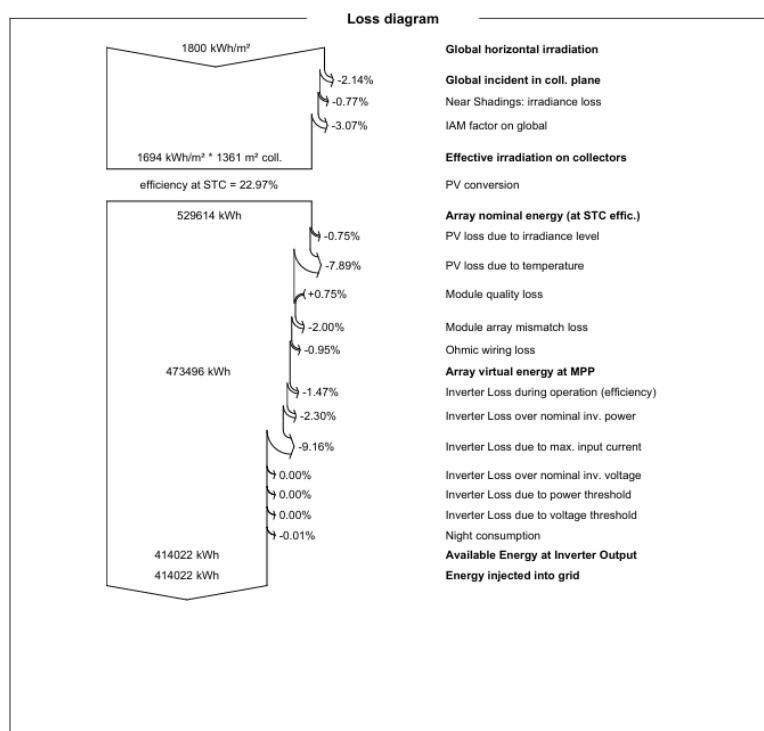 Loss diagram
1800 kWh/m² Global horizontal irradiation
-2.14% Global incident in coll. plane
-0.77% Near Shadings: irradiance loss
-3.07% IAM factor on global
1694 kWh/m² * 1361 m² coll. Effective irradiation on collectors
efficiency at STC = 22.97% PV conversion
529614 kWh Array nominal energy (at STC effic.)
-0.75% PV loss due to irradiance level
-7.89% PV loss due to temperature
+0.75% Module quality loss
-2.00% Module array mismatch loss
-0.95% Ohmic wiring loss
473496 kWh Array virtual energy at MPP
-1.47% Inverter Loss during operation (efficiency)
-2.30% Inverter Loss over nominal inv. power
-9.16% Inverter Loss due to max. input current
0.00% Inverter Loss over nominal inv. voltage
0.00% Inverter Loss due to power threshold
0.00% Inverter Loss due to voltage threshold
-0.01% Night consumption
414022 kWh Available Energy at Inverter Output
414022 kWh Energy injected into grid